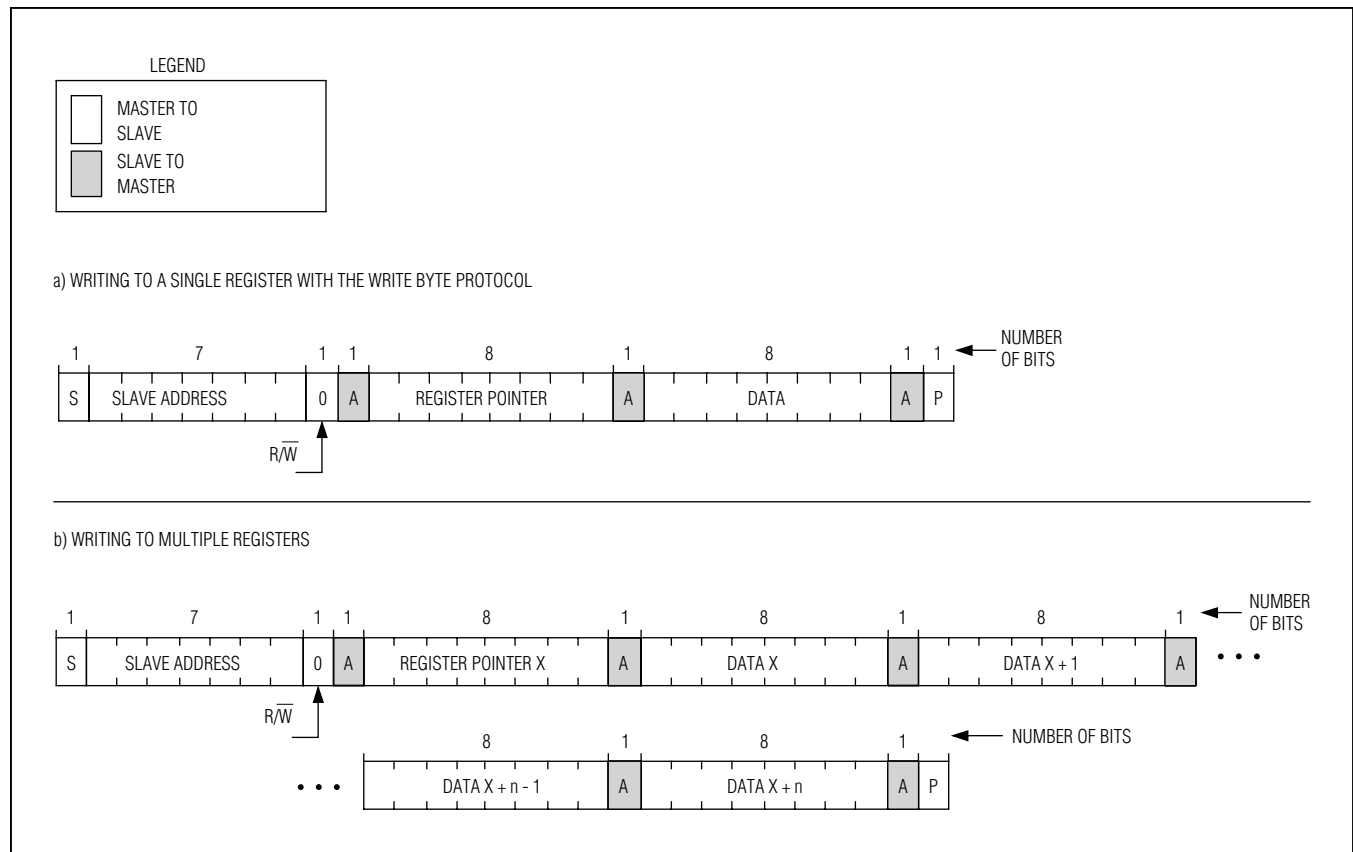 LEGEND
MASTER TO
SLAVE
SLAVE TO
MASTER
a) WRITING TO A SINGLE REGISTER WITH THE WRITE BYTE PROTOCOL
1 7 1 1 8 1 8 1 1 NUMBER
OF BITS
S SLAVE ADDRESS 0 A REGISTER POINTER A DATA A P
R/W̅
b) WRITING TO MULTIPLE REGISTERS
1 7 1 1 8 1 8 1 8 1 NUMBER
OF BITS
S SLAVE ADDRESS 0 A REGISTER POINTER X A DATA X A DATA X + 1 A • • •
R/W̅
8 1 8 1 NUMBER OF BITS
• • • DATA X + n - 1 A DATA X + n A P